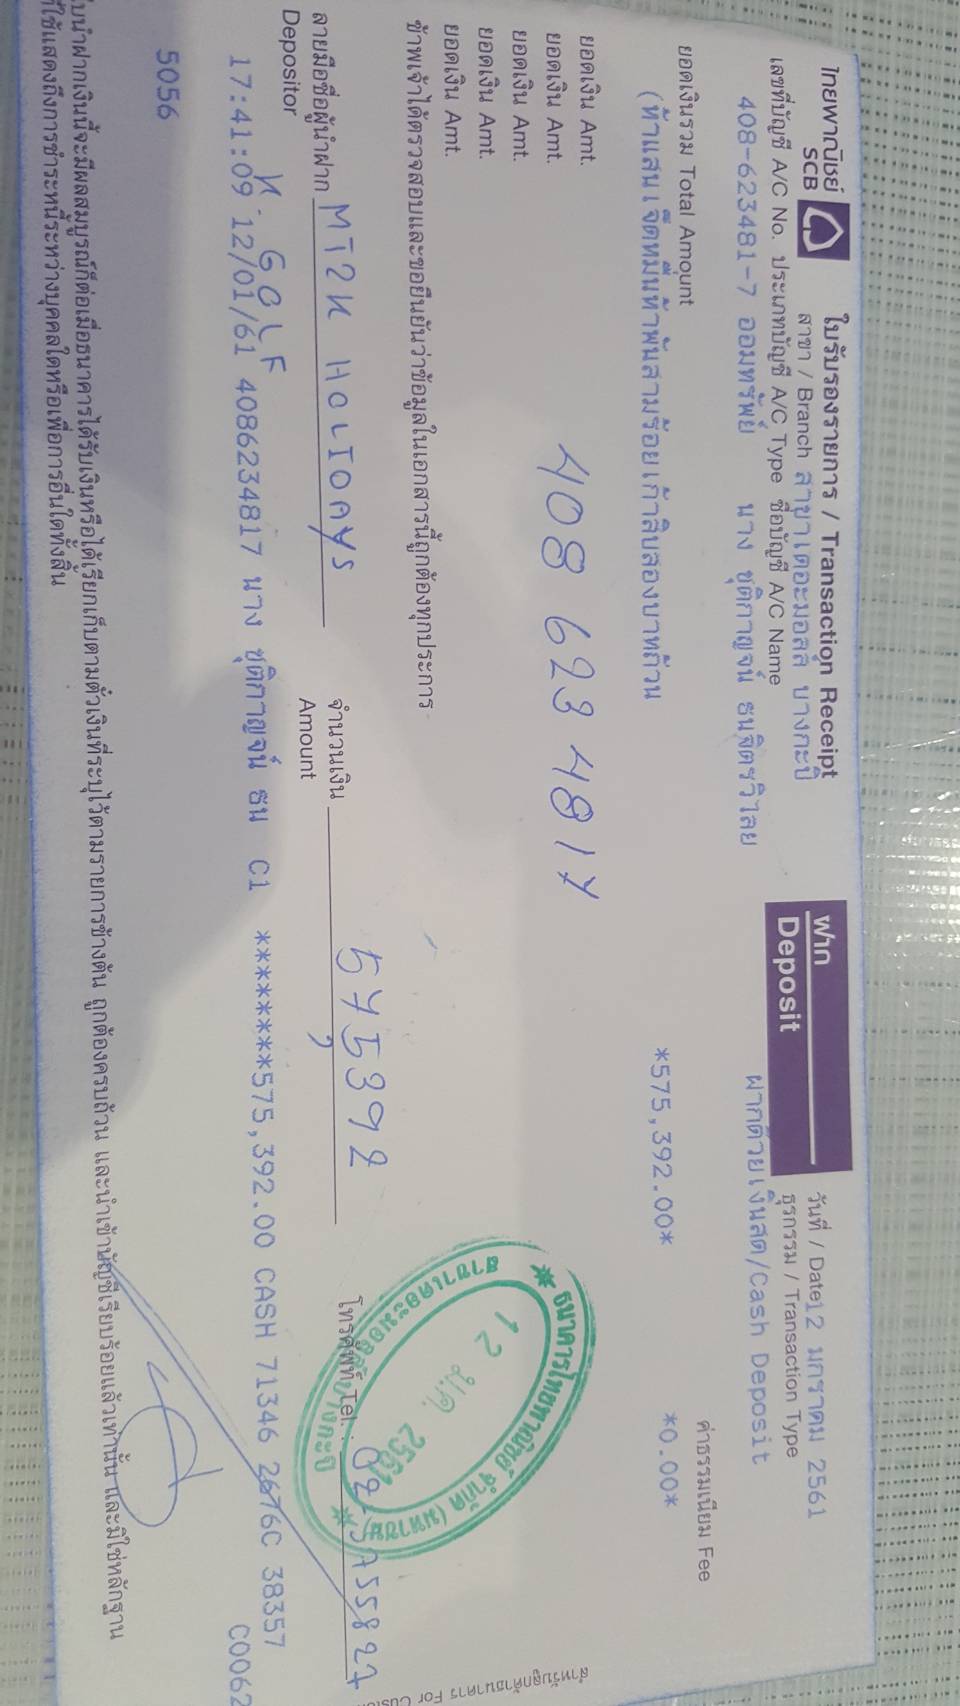 ไทยพาณิชย์
SCB
ใบรับรองรายการ / Transaction Receipt
สาขา / Branch สาขาเดอะมอลล์ บางกะปิ
ฝาก
Deposit
วันที่ / Date 12 มกราคม 2561
เลขที่บัญชี A/C No. ประเภทบัญชี A/C Type ชื่อบัญชี A/C Name
ธุรกรรม / Transaction Type
408-623481-7 ออมทรัพย์ นาง ชุติกาญจน์ ธนจิตรวิไลย
ฝากด้วยเงินสด/Cash Deposit
ยอดเงินรวม Total Amount
ค่าธรรมเนียม Fee
(ห้าแสนเจ็ดหมื่นห้าพันสามร้อยเก้าสิบสองบาทถ้วน
*575,392.00*
*0.00*
ยอดเงิน Amt.
ยอดเงิน Amt.
ยอดเงิน Amt.
ยอดเงิน Amt.
ยอดเงิน Amt.
408 623 4817
ข้าพเจ้าได้ตรวจสอบและขอยืนยันว่าข้อมูลในเอกสารนี้ถูกต้องทุกประการ
ธนาคารไทยพาณิชย์ จำกัด (มหาชน)
12 ม.ค. 2561
สาขาเดอะมอลล์บางกะปิ
ลายมือชื่อผู้นำฝาก MT2K HOLIDAYS
Depositor
K. GOLF
จำนวนเงิน 575,392
Amount
โทรศัพท์ Tel. :
17:41:09 12/01/61 4086234817 นาง ชุติกาญจน์ ธน C1 *******575,392.00 CASH 71346 2676C 38357
C0062
5056
ใบนำฝากเงินนี้จะมีผลสมบูรณ์ก็ต่อเมื่อธนาคารได้รับเงินหรือได้เรียกเก็บตามตั๋วเงินที่ระบุไว้ตามรายการข้างต้น ถูกต้องครบถ้วน และนำเข้าบัญชีเรียบร้อยแล้วเท่านั้น และมิใช่หลักฐาน
ที่ใช้แสดงถึงการชำระหนี้ระหว่างบุคคลใดหรือเพื่อการอื่นใดทั้งสิ้น
สำหรับลูกค้าธนาคาร For